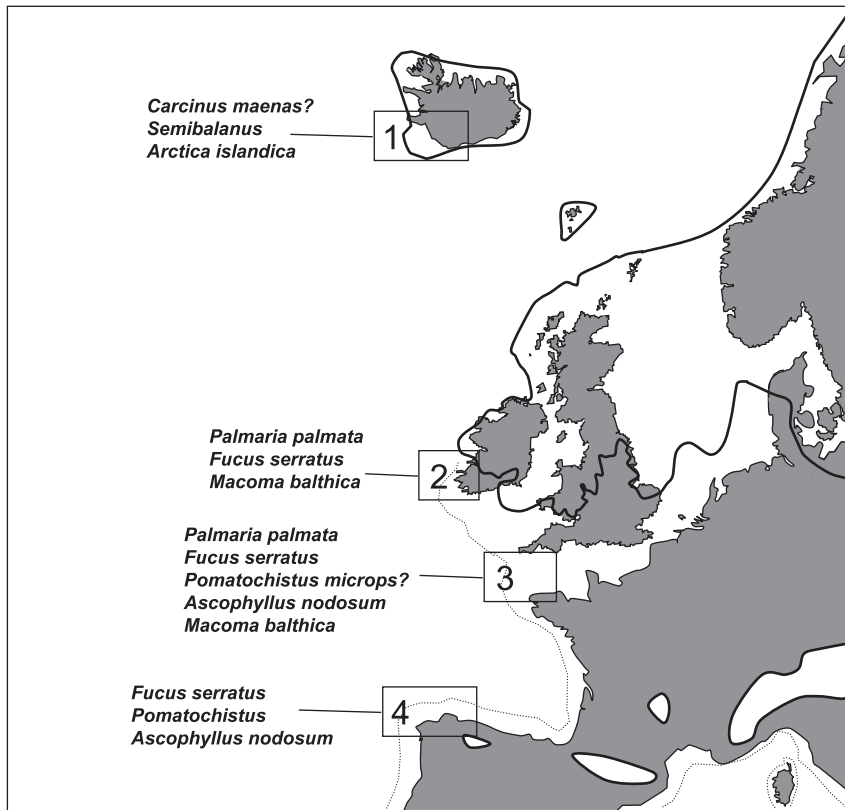 Carcinus maenas?
Semibalanus
Arctica islandica
1
Palmaria palmata
Fucus serratus
Macoma balthica
2
Palmaria palmata
Fucus serratus
Pomatochistus microps?
Ascophyllus nodosum
Macoma balthica
3
Fucus serratus
Pomatochistus
Ascophyllus nodosum
4